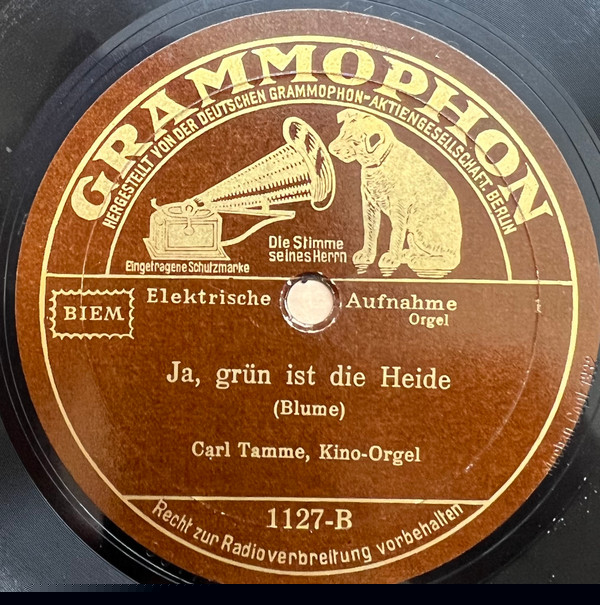 GRAMMOPHON
HERGESTELLT VON DER DEUTSCHEN GRAMMOPHON-AKTIENGESELLSCHAFT. BERLIN
Die Stimme
seines Herrn
Eingetragene Schutzmarke
BIEM
Elektrische Aufnahme
Orgel
Ja, grün ist die Heide
(Blume)
Carl Tamme, Kino-Orgel
1127-B
Recht zur Radioverbreitung vorbehalten